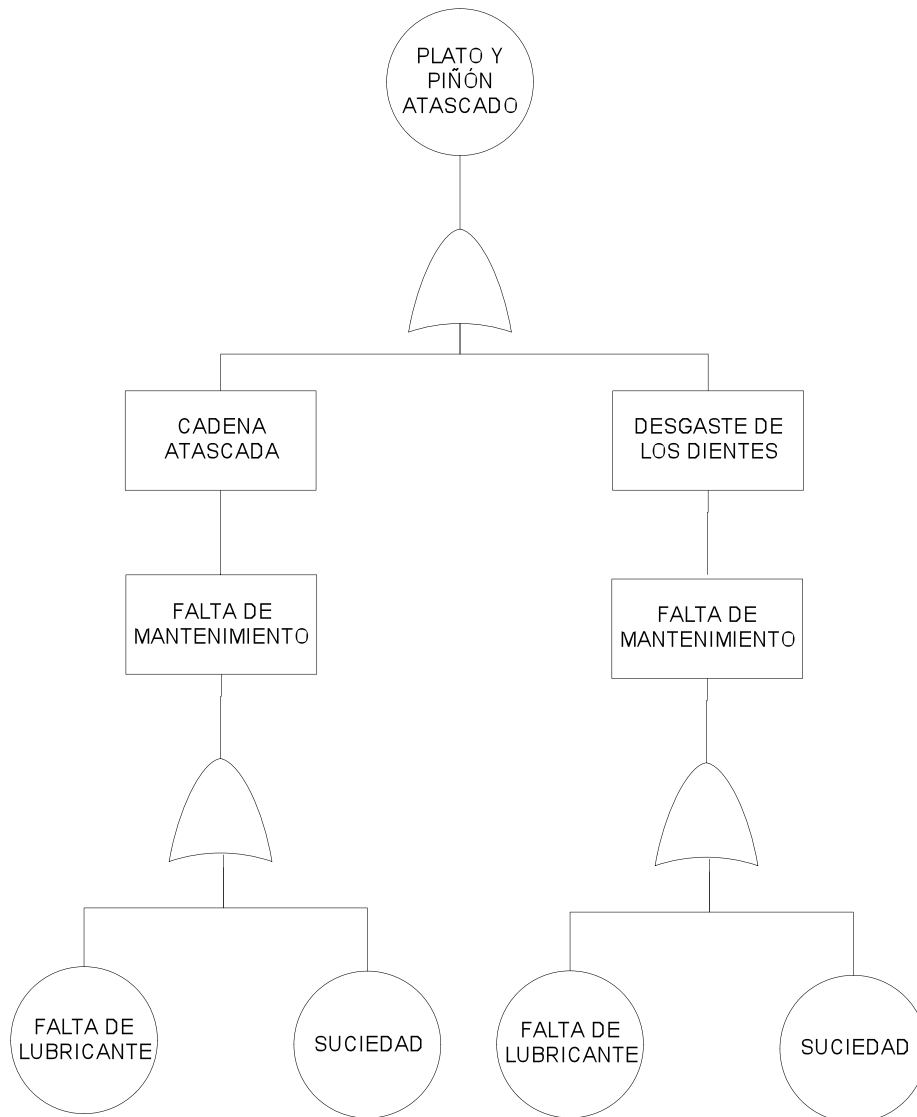 PLATO Y
PIÑÓN
ATASCADO
CADENA
ATASCADA
DESGASTE DE
LOS DIENTES
FALTA DE
MANTENIMIENTO
FALTA DE
MANTENIMIENTO
FALTA DE
LUBRICANTE
SUCIEDAD
FALTA DE
LUBRICANTE
SUCIEDAD